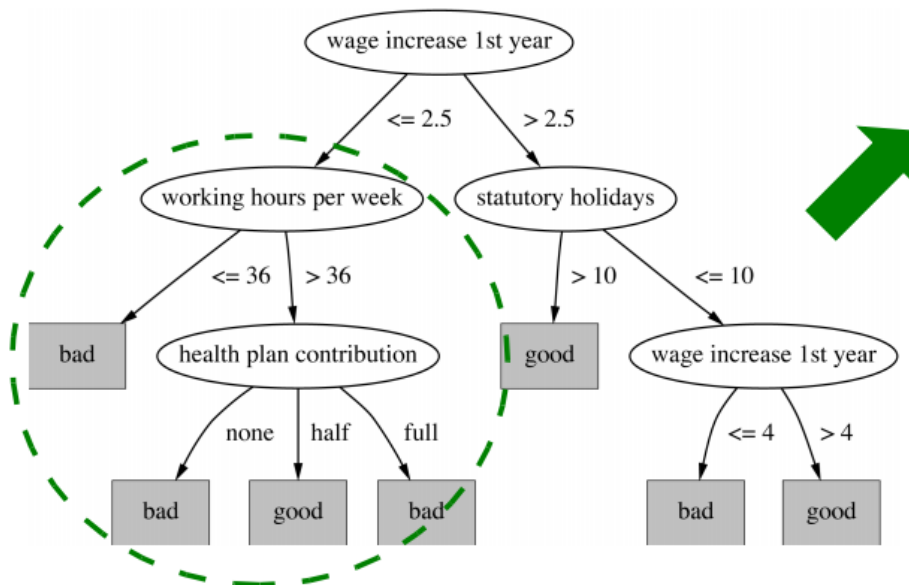 wage increase 1st year
<= 2.5
> 2.5
working hours per week
statutory holidays
<= 36
> 36
> 10
<= 10
bad
health plan contribution
good
wage increase 1st year
none
half
full
<= 4
> 4
bad
good
bad
bad
good